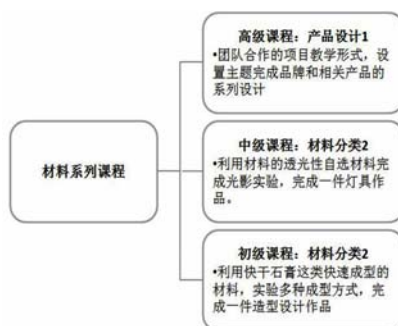 材料系列课程
高级课程：产品设计1
•团队合作的项目教学形式，设
置主题完成品牌和相关产品的
系列设计
中级课程：材料分类2
•利用材料的透光性自选材料完
成光影实验，完成一件灯具作
品。
初级课程：材料分类2
•利用快干石膏这类快速成型的
材料，实验多种成型方式，完
成一件造型设计作品